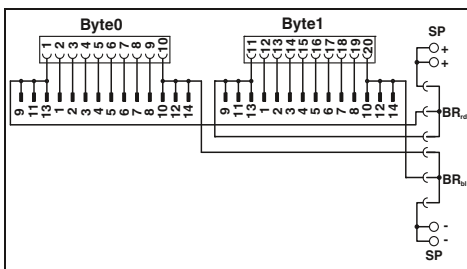 Byte0 Byte1 SP
1 2 3 4 5 6 7 8 9 10 11 12 13 14 15 16 17 18 19 20
+
+
9 11 13 1 2 3 4 5 6 7 8 10 12 14 9 11 13 1 2 3 4 5 6 7 8 10 12 14
BRrd
BRbl
-
-
SP